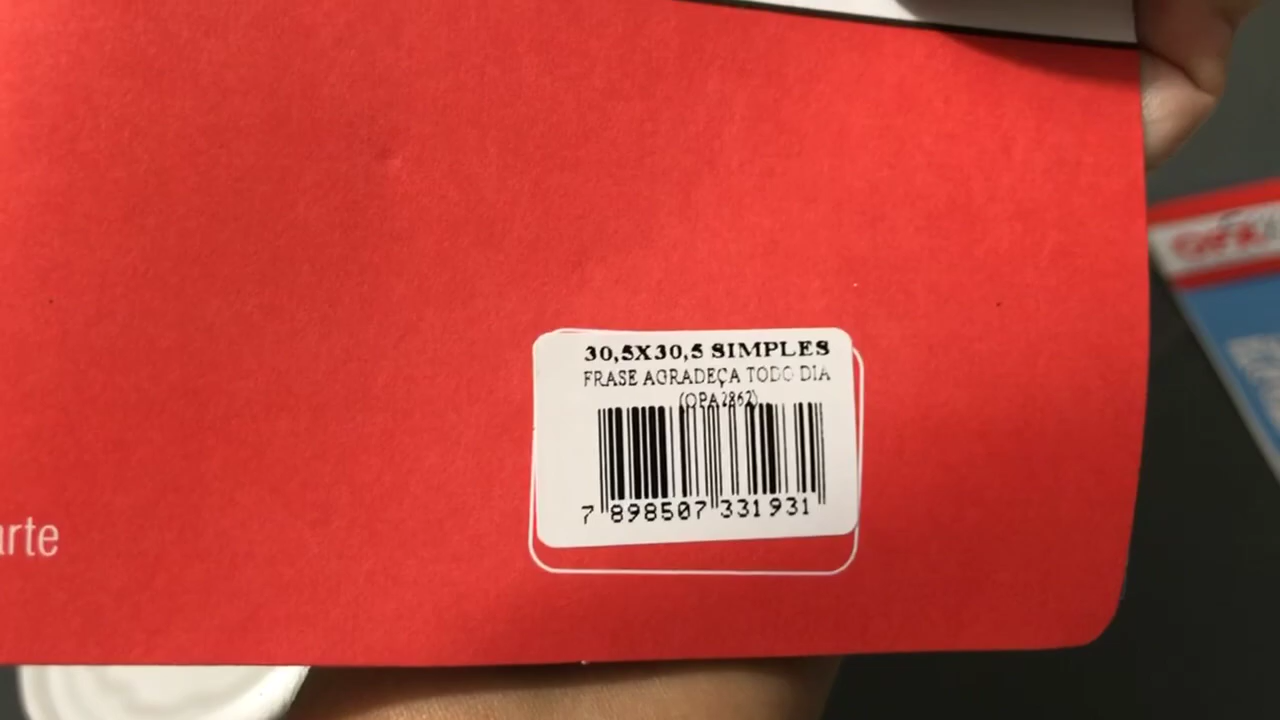 30,5X30,5 SIMPLES
FRASE AGRADEÇA TODO DIA
(OPA2862)
7 898507 331931
arte